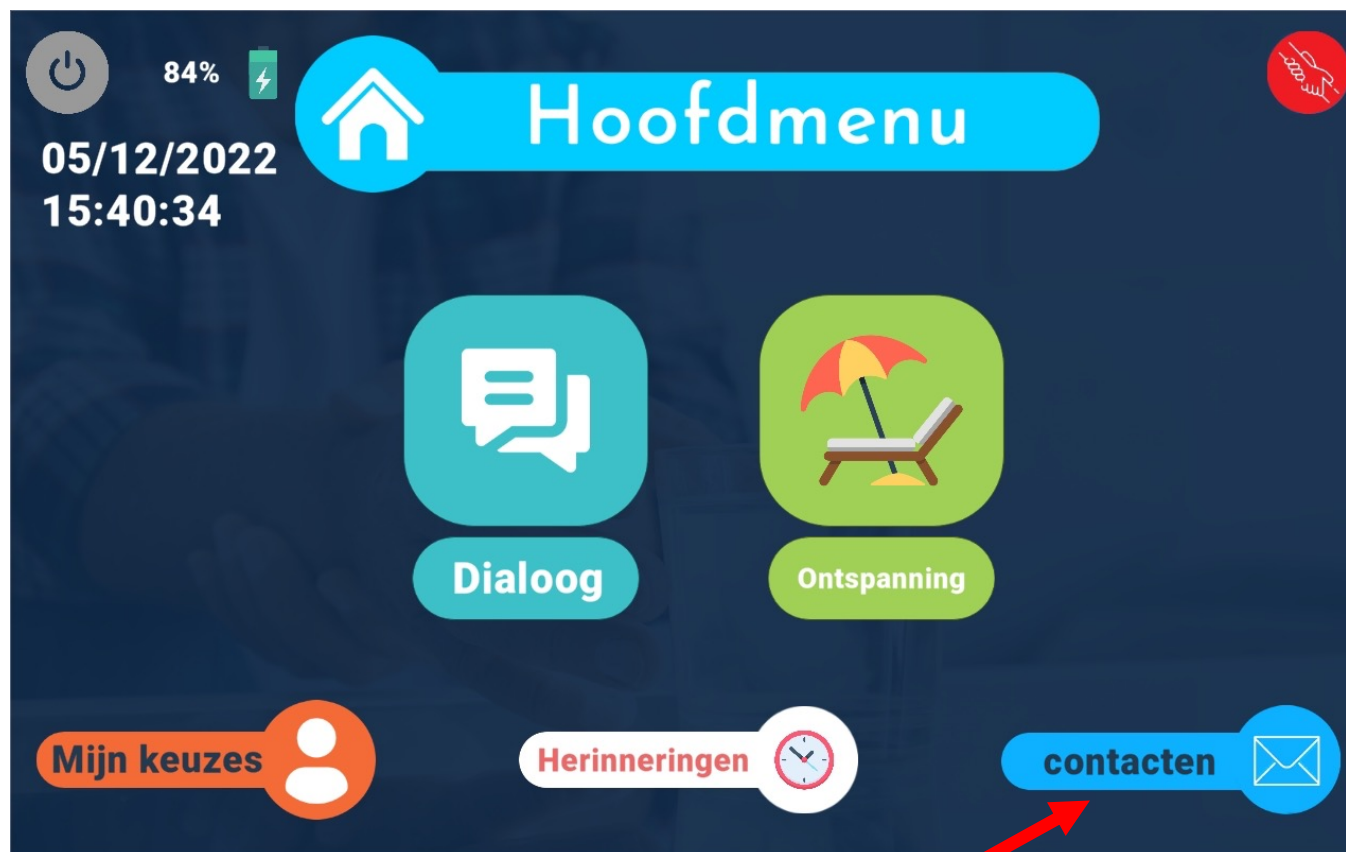 84%
Hoofdmenu
05/12/2022
15:40:34
Dialoog
Ontspanning
Mijn keuzes
Herinneringen
contacten